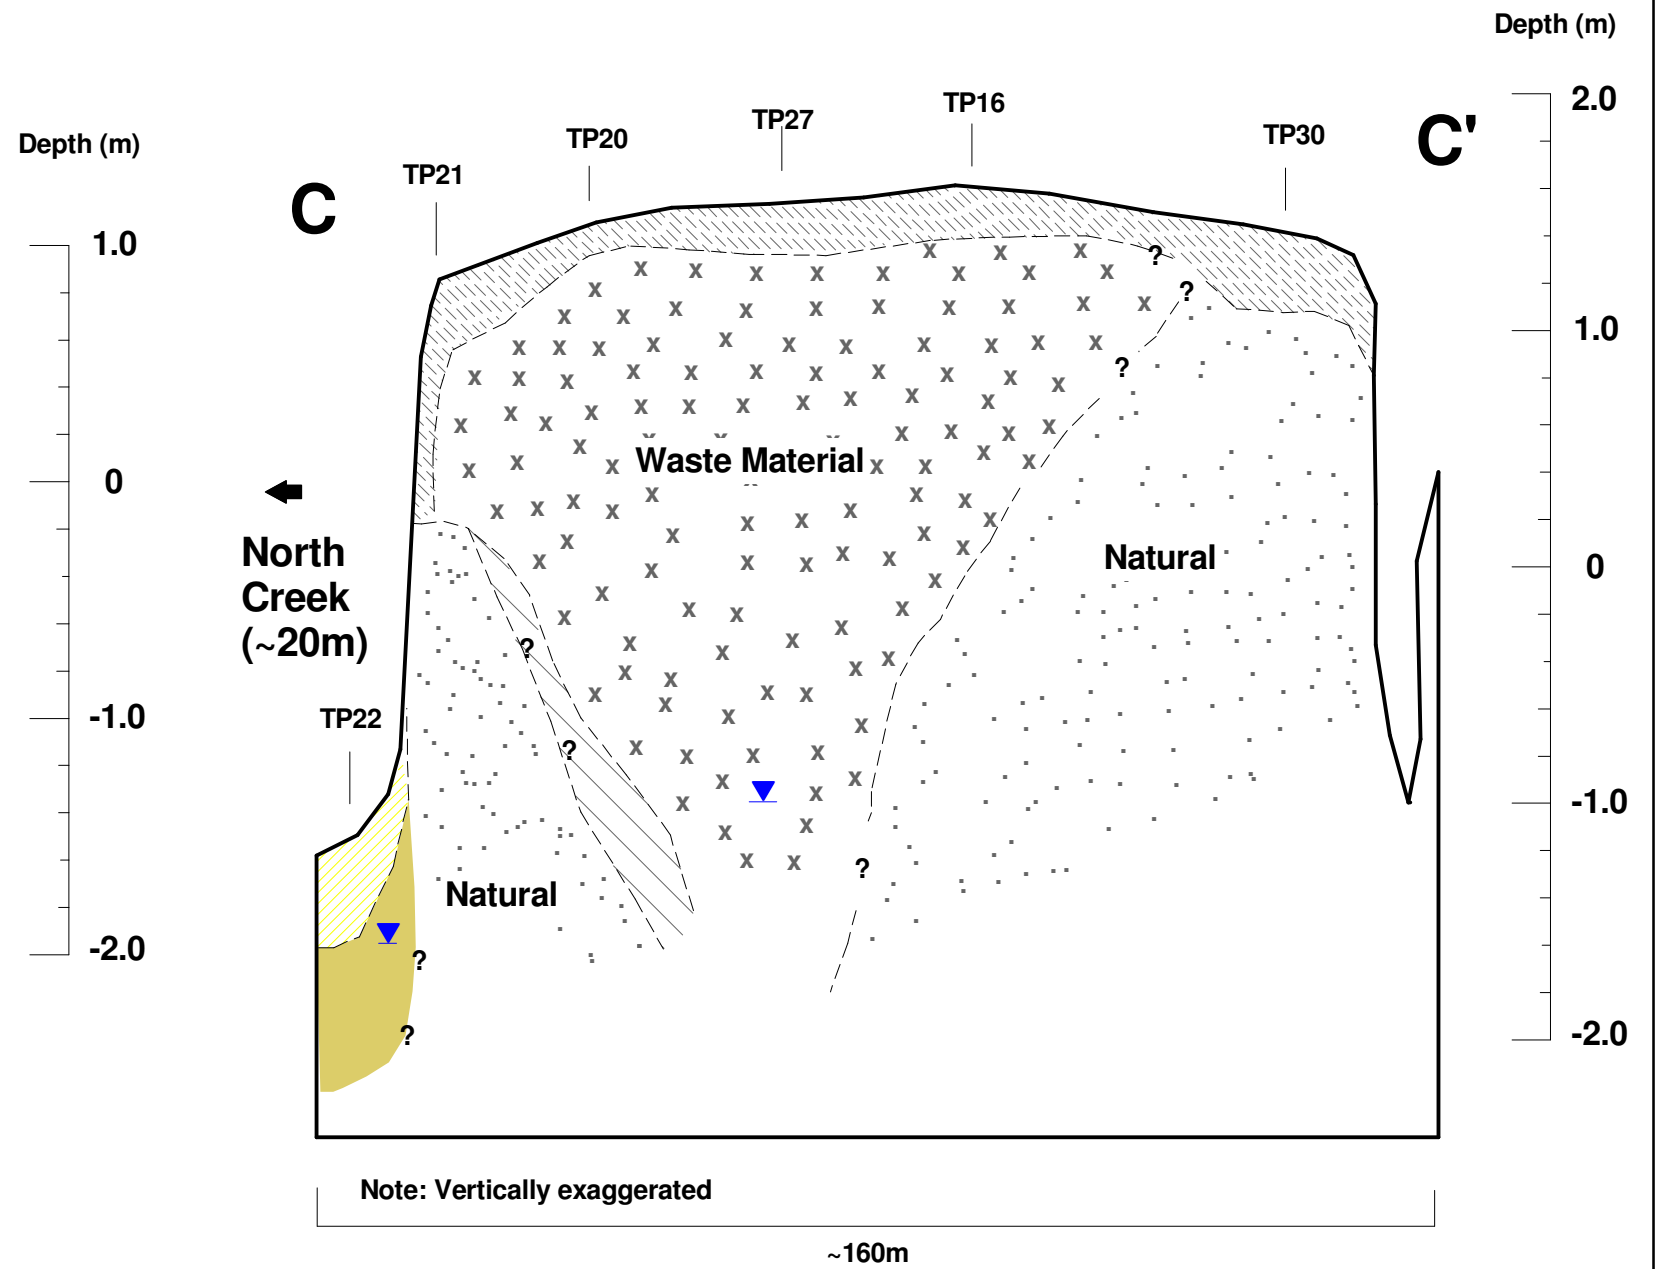 Depth (m)
2.0
TP16
TP27
TP30
C'
TP20
Depth (m)
TP21
C
1.0
?
?
1.0
?
Waste Material
0
North
Creek
(~20m)
Natural
0
?
TP22
-1.0
?
-1.0
?
Natural
-2.0
?
?
-2.0
Note: Vertically exaggerated
~160m